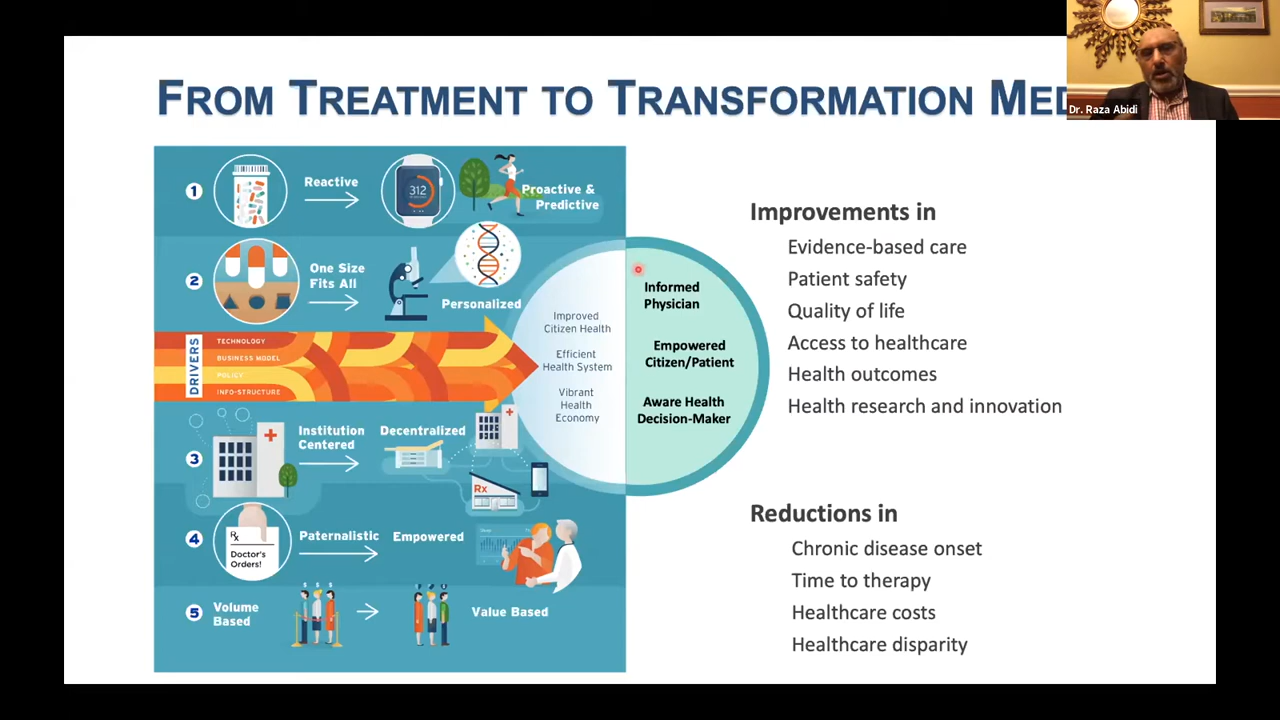 FROM TREATMENT TO TRANSFORMATION MED
Dr. Raza Abidi
1
Reactive
312
Proactive &
Predictive
2
One Size
Fits All
Personalized
DRIVERS
TECHNOLOGY
BUSINESS MODEL
POLICY
INFO-STRUCTURE
Improved
Citizen Health
Efficient
Health System
Vibrant
Health
Economy
Informed
Physician
Empowered
Citizen/Patient
Aware Health
Decision-Maker
3
Institution
Centered
Decentralized
Rx
4
Rx
Doctor's
Orders!
Paternalistic
Empowered
5
Volume
Based
$ $ $
Value Based
Improvements in
Evidence-based care
Patient safety
Quality of life
Access to healthcare
Health outcomes
Health research and innovation
Reductions in
Chronic disease onset
Time to therapy
Healthcare costs
Healthcare disparity